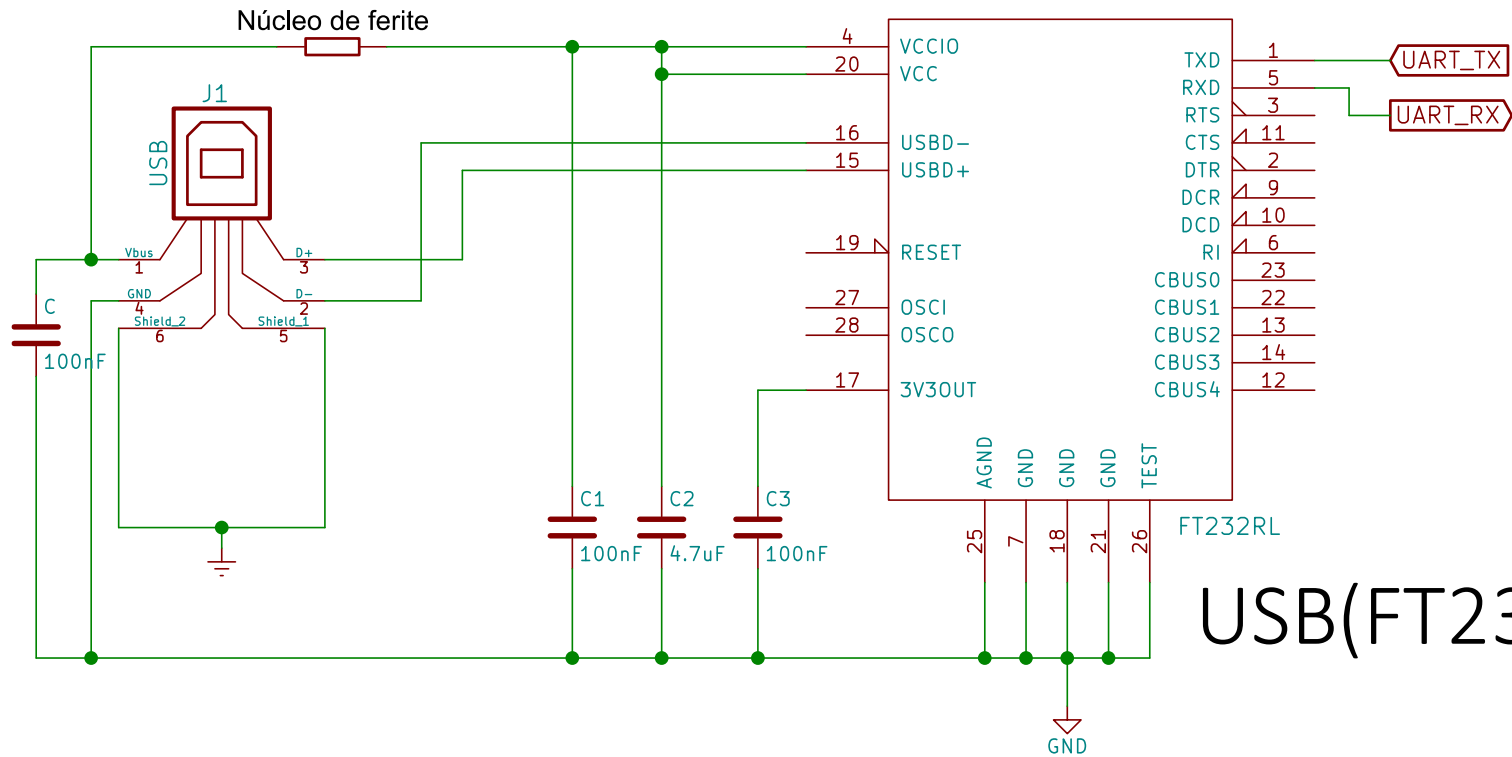 Núcleo de ferite
J1
USB
Vbus
1
GND
4
Shield_2
6
D+
3
D-
2
Shield_1
5
C
100nF
C1
100nF
C2
4.7uF
C3
100nF
4 VCCIO
20 VCC
16 USBD-
15 USBD+
19 RESET
27 OSCI
28 OSCO
17 3V3OUT
TXD 1
RXD 5
RTS 3
CTS 11
DTR 2
DCR 9
DCD 10
RI 6
CBUS0 23
CBUS1 22
CBUS2 13
CBUS3 14
CBUS4 12
UART_TX
UART_RX
AGND 25
GND 7
GND 18
GND 21
TEST 26
FT232RL
GND
USB(FT23